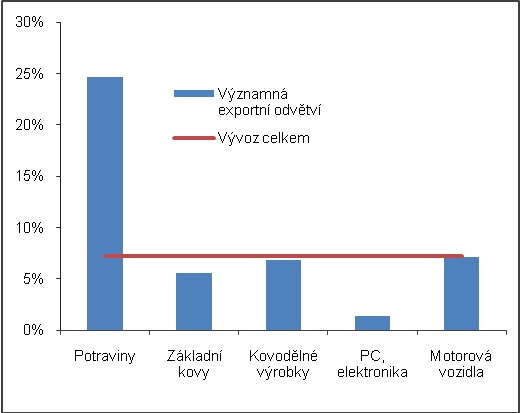 30%
25%
20%
15%
10%
5%
0%
Významná
exportní odvětví
Vývoz celkem
Potraviny
Základní
kovy
Kovodělné
výrobky
PC,
elektronika
Motorová
vozidla